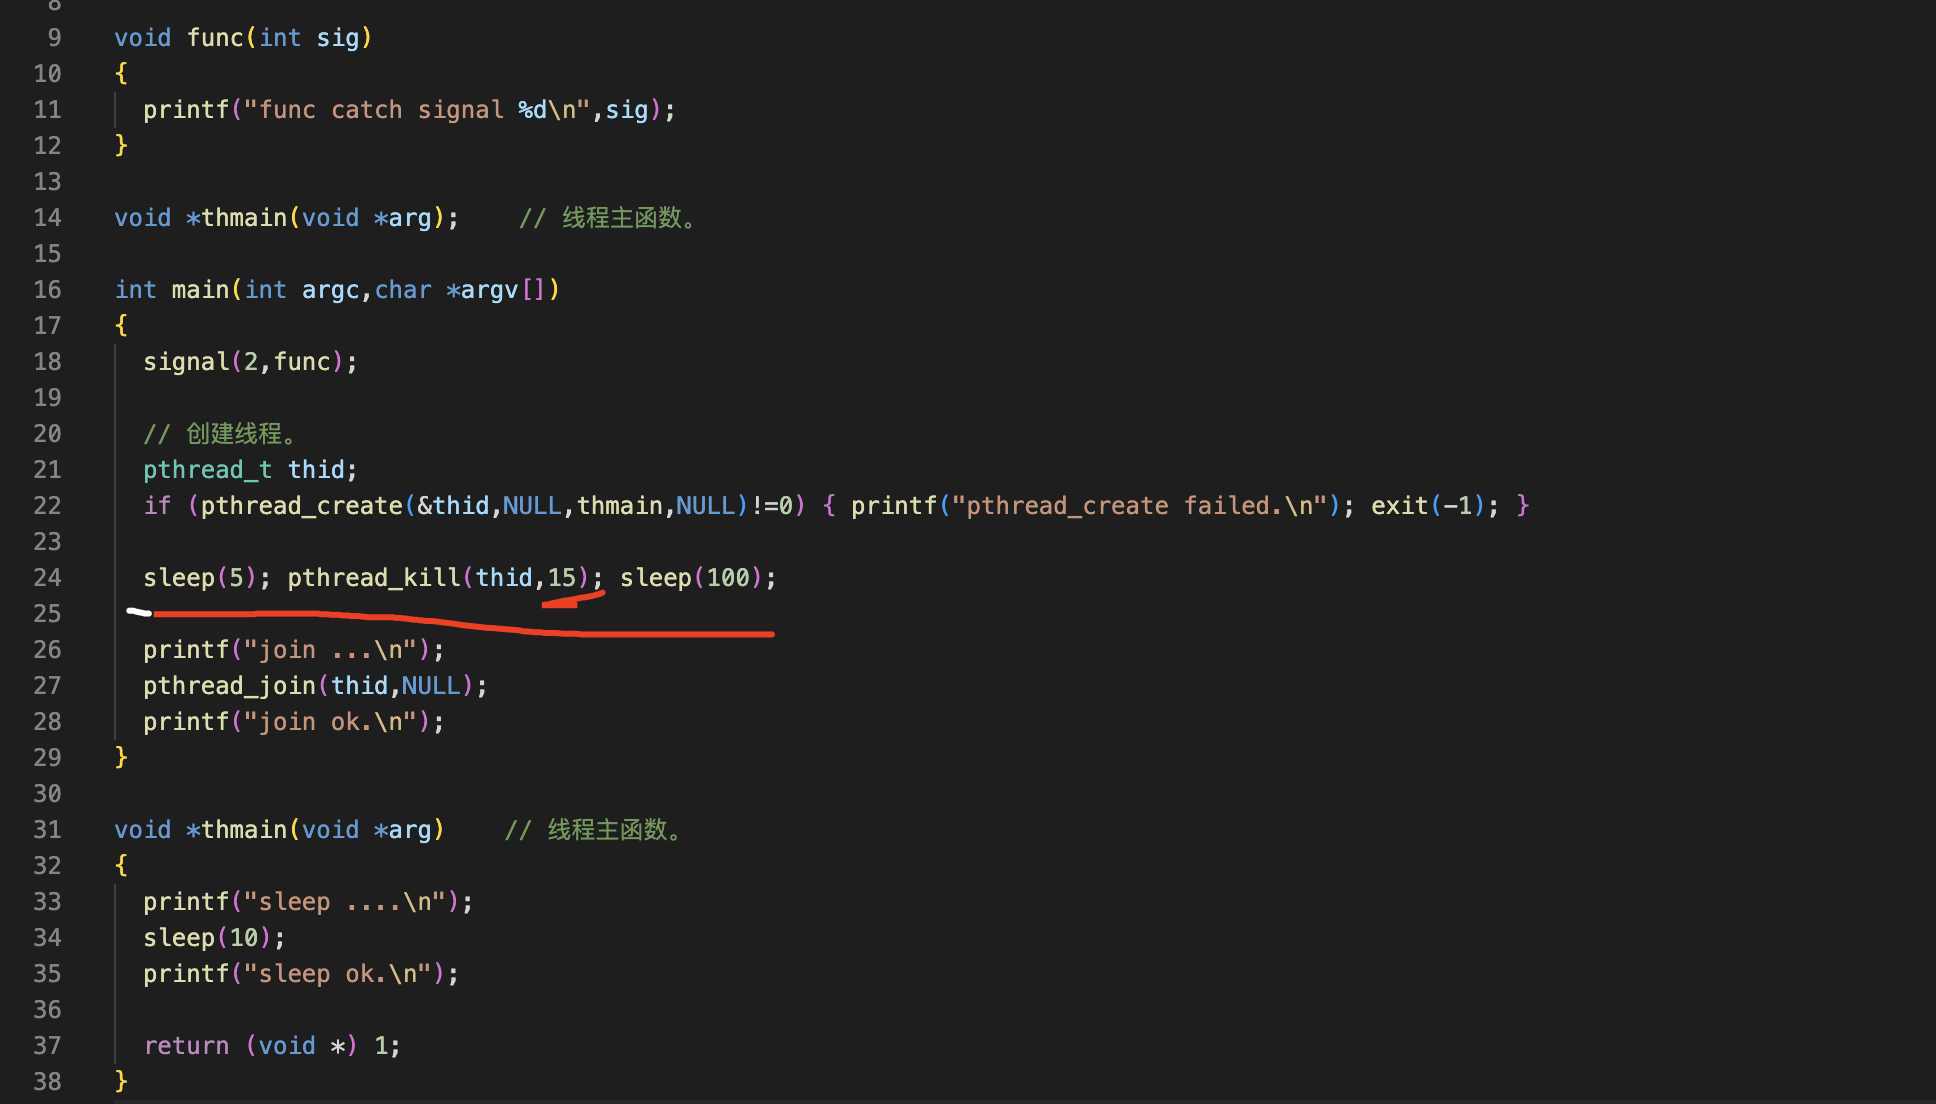 8
9 void func(int sig)
10 {
11 printf("func catch signal %d\n",sig);
12 }
13
14 void *thmain(void *arg); // 线程主函数。
15
16 int main(int argc,char *argv[])
17 {
18 signal(2,func);
19
20 // 创建线程。
21 pthread_t thid;
22 if (pthread_create(&thid,NULL,thmain,NULL)!=0) { printf("pthread_create failed.\n"); exit(-1); }
23
24 sleep(5); pthread_kill(thid,15); sleep(100);
25
26 printf("join ...\n");
27 pthread_join(thid,NULL);
28 printf("join ok.\n");
29 }
30
31 void *thmain(void *arg) // 线程主函数。
32 {
33 printf("sleep ....\n");
34 sleep(10);
35 printf("sleep ok.\n");
36
37 return (void *) 1;
38 }